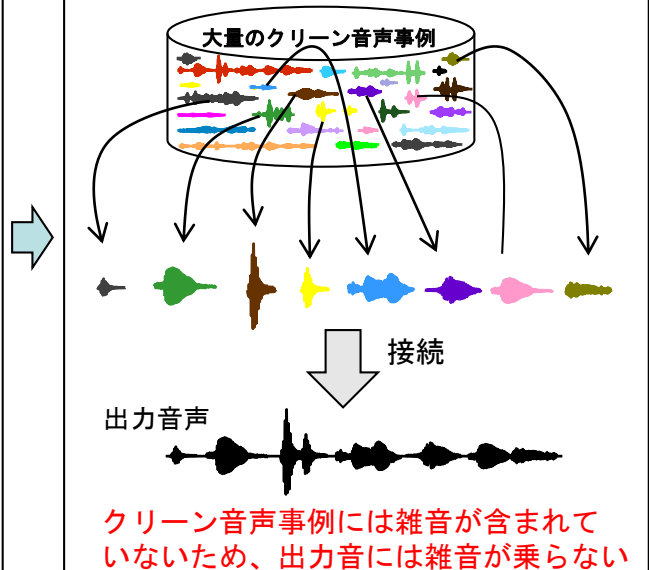 大量のクリーン音声事例
接続
出力音声
クリーン音声事例には雑音が含まれて
いないため、出力音には雑音が乗らない